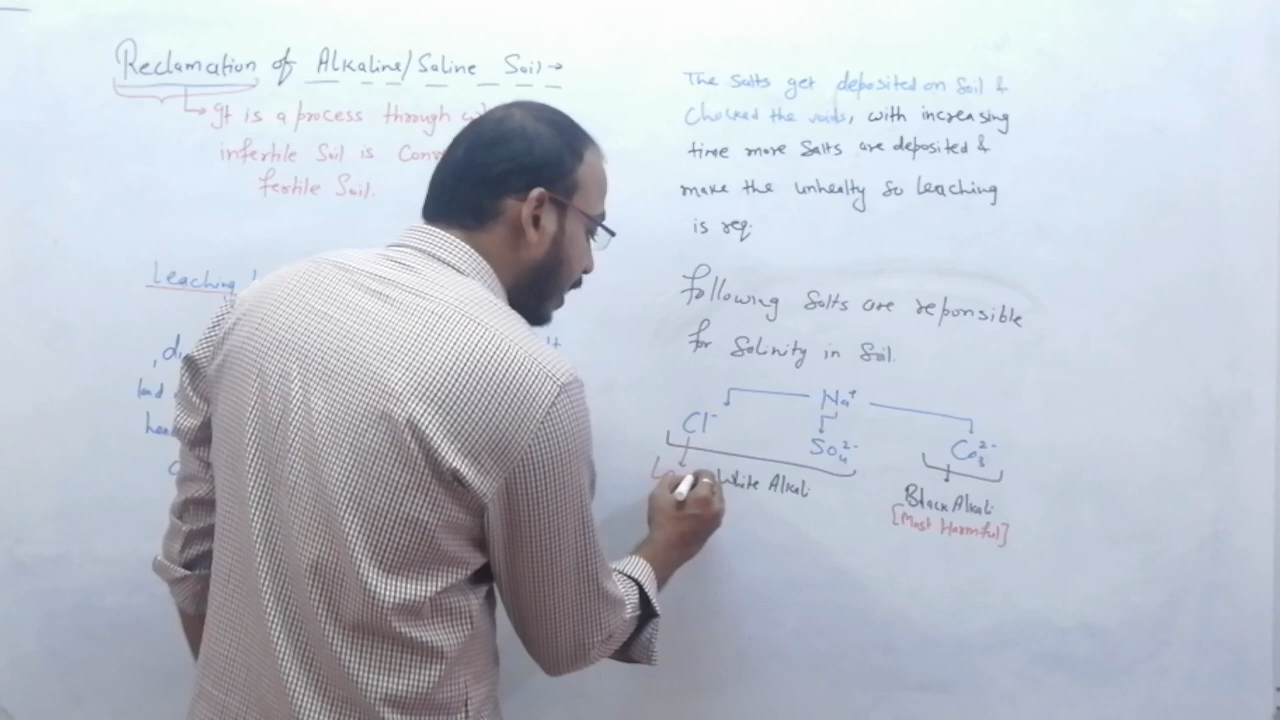 Reclamation of Alkaline/Saline Soil →
It is a process through
infertile Soil is
fertile Soil.
Leaching
land
The Salts get deposited on Soil &
Chocked the voids, with increasing
time more Salts are deposited &
make the unhealty so leaching
is req.
Following Salts are reponsible
for Salinity in Soil.
Na⁺
Cl⁻ So₄²⁻ Co₃²⁻
White Alkali
Black Alkali
[Most Harmful]